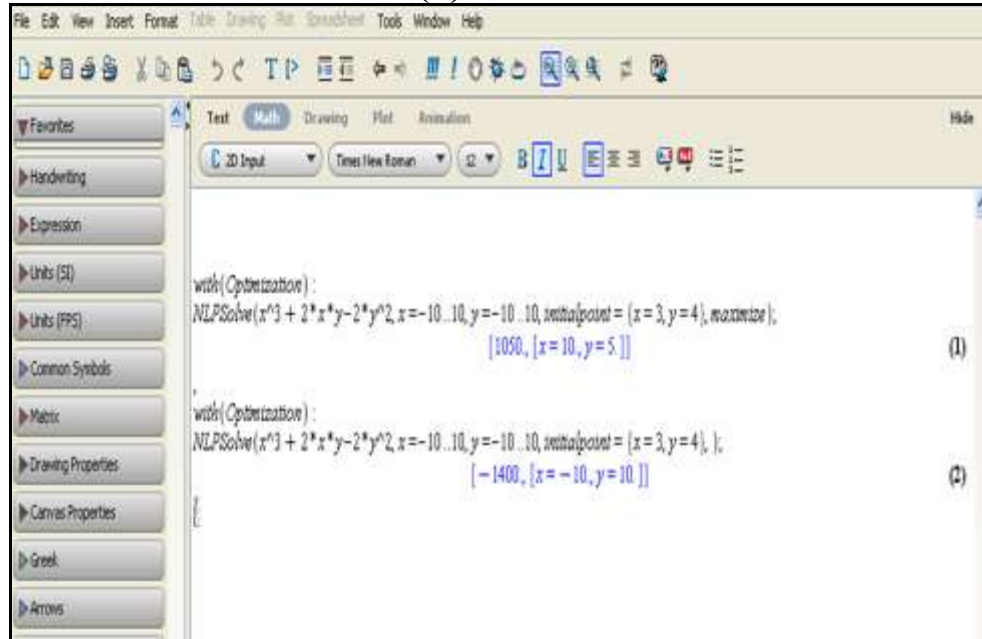 File Edit View Insert Format Table Drawing Plot Spreadsheet Tools Window Help
Text Math Drawing Plot Animation Hide
C 2D Input Times New Roman 12 B I U
Favorites
Handwriting
Expression
Units (SI)
Units (FPS)
Common Symbols
Matrix
Drawing Properties
Canvas Properties
Greek
Arrows
with(Optimization) :
NLPSolve(x^3 + 2*x*y-2*y^2, x=-10..10, y=-10..10, initialpoint = {x=3, y=4}, maximize);
[1050., [x = 10., y = 5.]] (1)
,
with(Optimization) :
NLPSolve(x^3 + 2*x*y-2*y^2, x=-10..10, y=-10..10, initialpoint = {x=3, y=4}, );
[-1400., [x = -10., y = 10.]] (2)